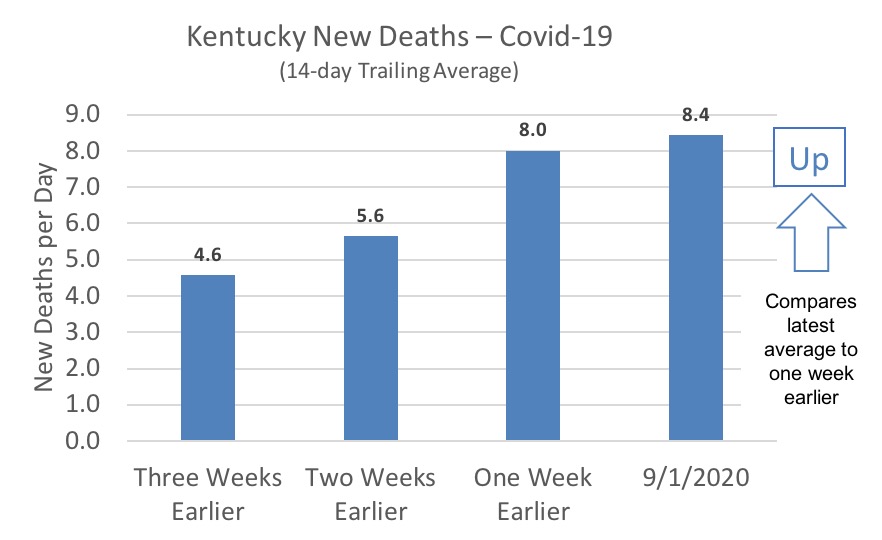 Kentucky New Deaths – Covid-19
(14-day Trailing Average)
New Deaths per Day
9.0
8.0
7.0
6.0
5.0
4.0
3.0
2.0
1.0
0.0
4.6
5.6
8.0
8.4
Three Weeks
Earlier
Two Weeks
Earlier
One Week
Earlier
9/1/2020
Up
Compares
latest
average to
one week
earlier